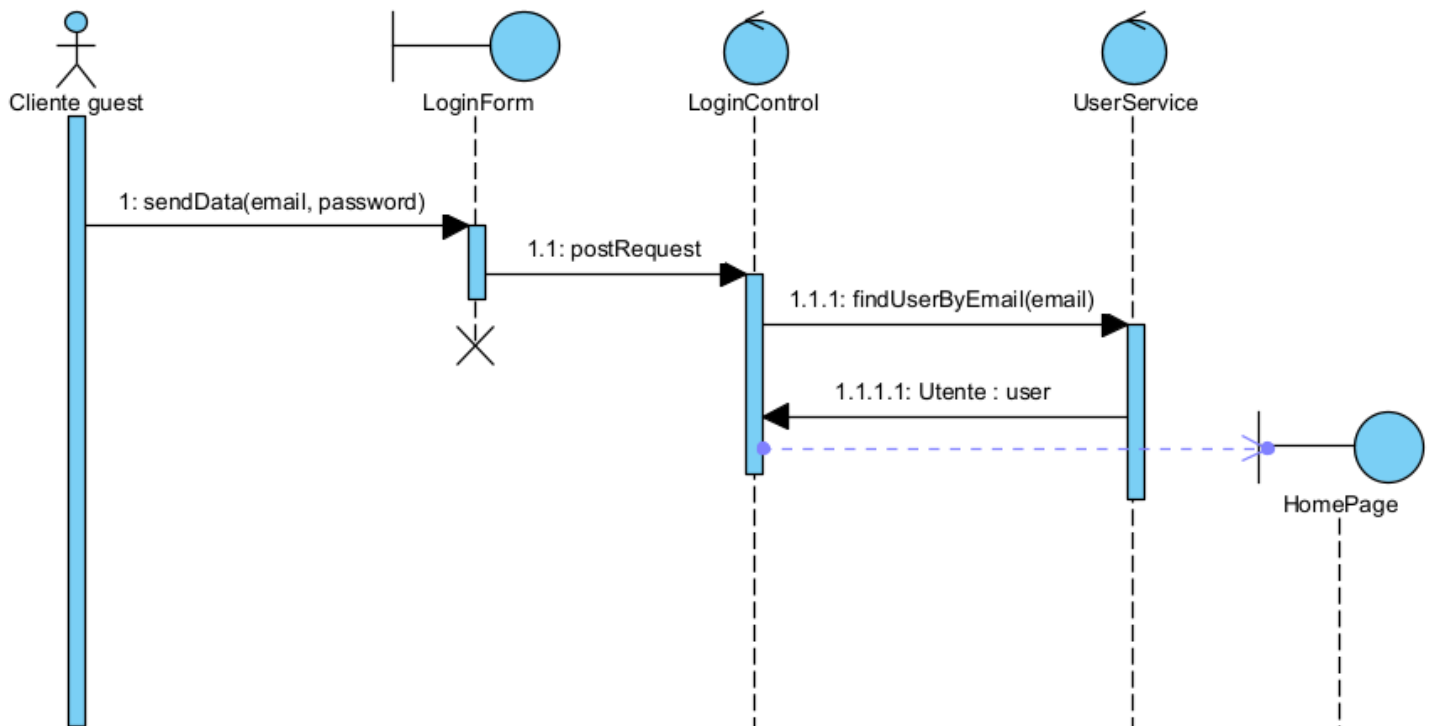 Cliente guest
LoginForm
LoginControl
UserService
1: sendData(email, password)
1.1: postRequest
1.1.1: findUserByEmail(email)
1.1.1.1: Utente : user
HomePage